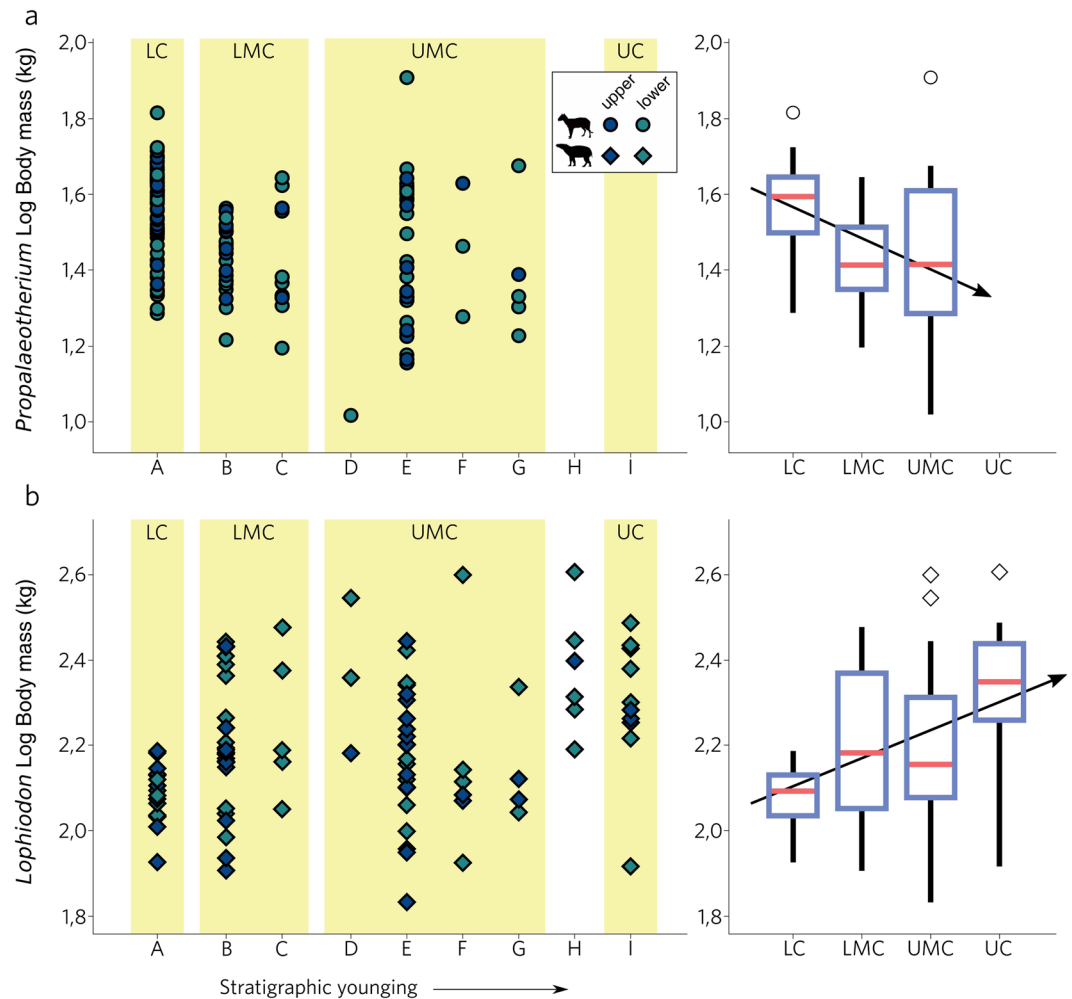 a
Propalaeotherium Log Body mass (kg)
2,0
1,8
1,6
1,4
1,2
1,0
LC LMC UMC UC
upper lower
A B C D E F G H I
2,0
1,8
1,6
1,4
1,2
1,0
LC LMC UMC UC
b
Lophiodon Log Body mass (kg)
2,6
2,4
2,2
2,0
1,8
LC LMC UMC UC
A B C D E F G H I
Stratigraphic younging
2,6
2,4
2,2
2,0
1,8
LC LMC UMC UC